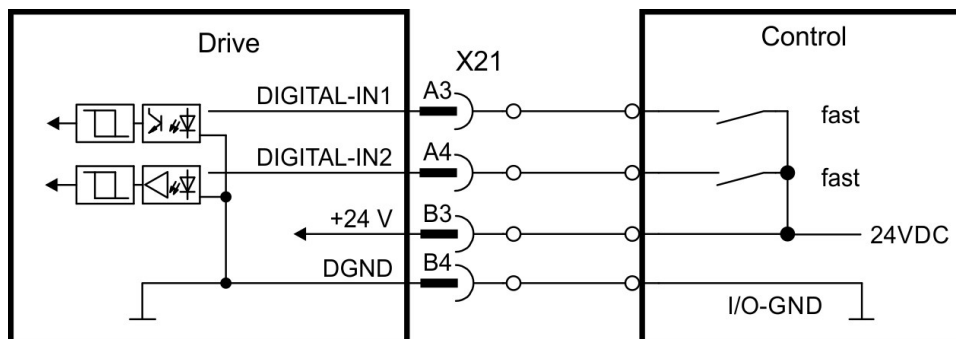 Drive
Control
X21
DIGITAL-IN1
A3
fast
DIGITAL-IN2
A4
fast
+24 V
B3
24VDC
DGND
B4
I/O-GND